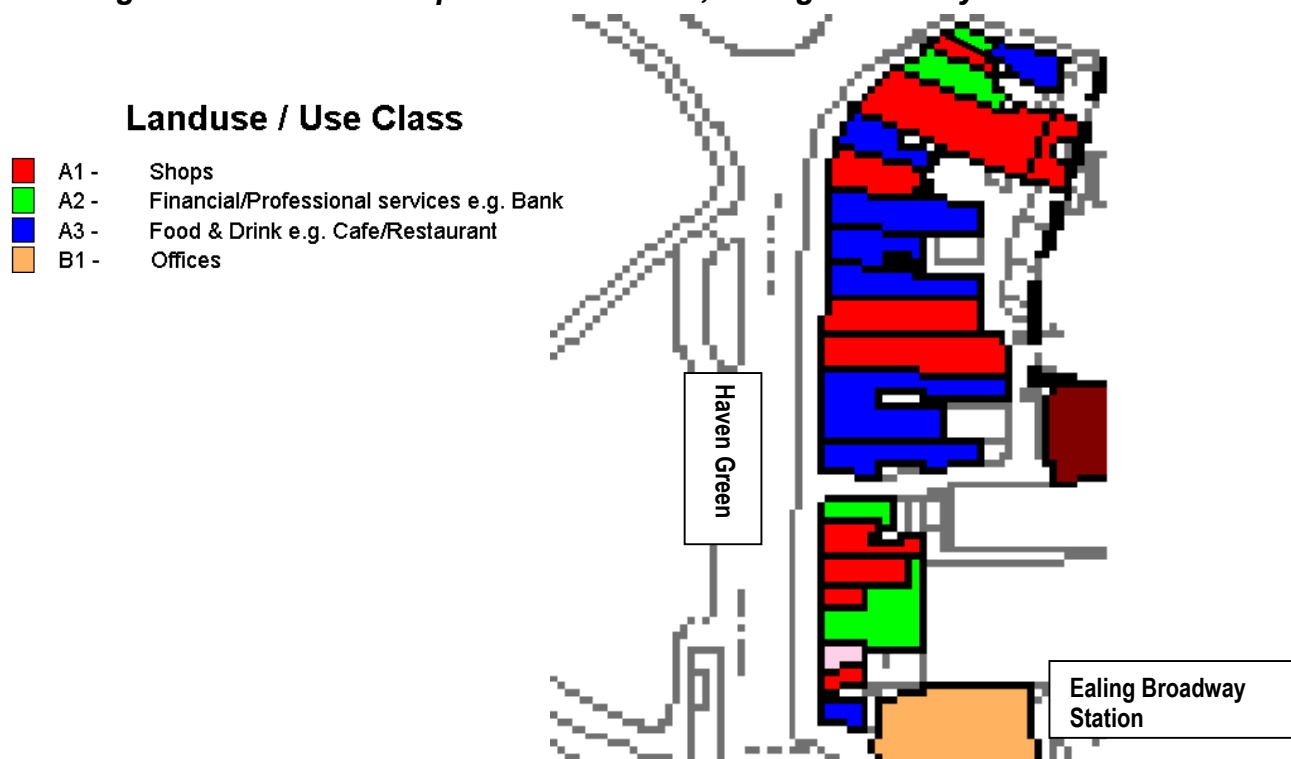 Landuse / Use Class
A1 - Shops
A2 - Financial/Professional services e.g. Bank
A3 - Food & Drink e.g. Cafe/Restaurant
B1 - Offices
Haven Green
Ealing Broadway
Station